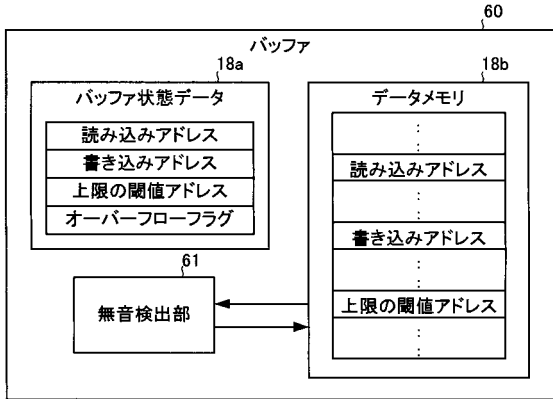 60
バッファ
18a
バッファ状態データ
読み込みアドレス
書き込みアドレス
上限の閾値アドレス
オーバーフローフラグ
18b
データメモリ
:
:
読み込みアドレス
:
:
書き込みアドレス
:
:
上限の閾値アドレス
:
:
61
無音検出部